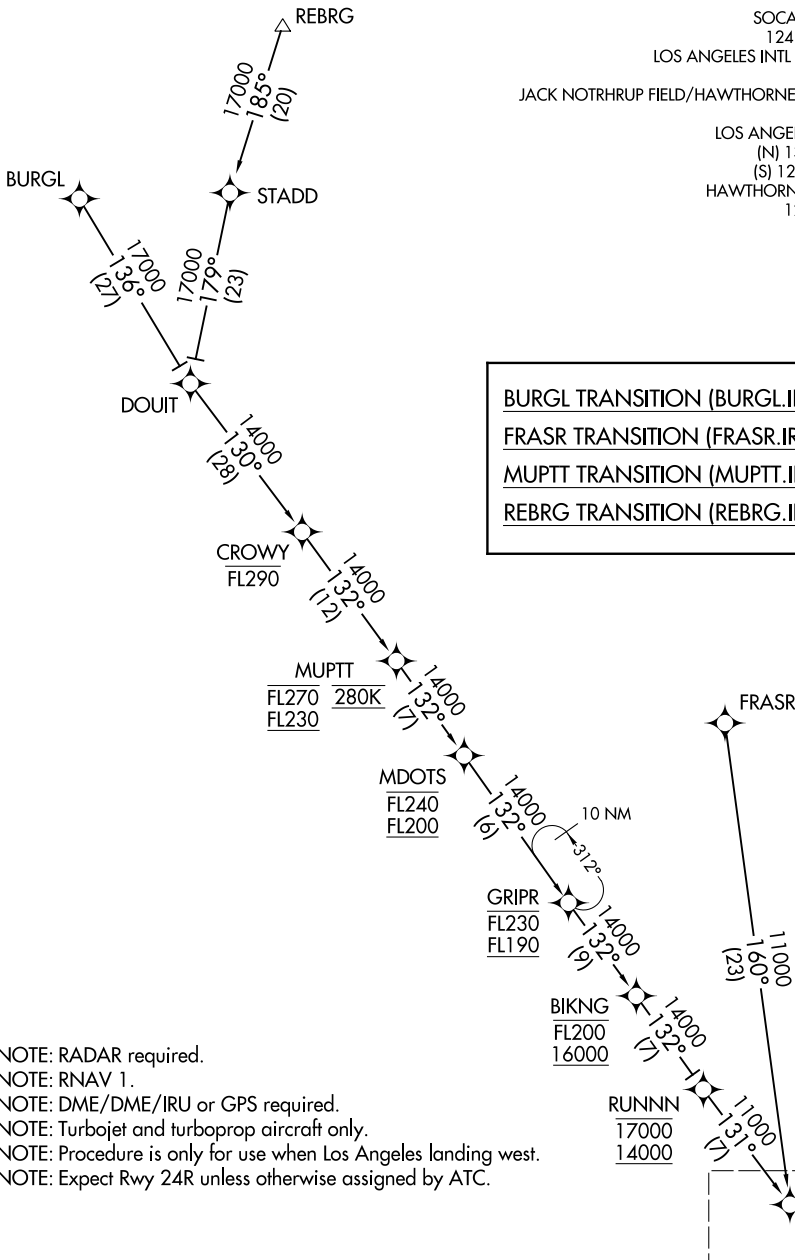 REBRG
17000
185°
(20)
SOCA
124
LOS ANGELES INTL
JACK NOTRHRUP FIELD/HAWTHORNE
LOS ANGEL
(N) 1
(S) 12
HAWTHORN
12
BURGL
STADD
17000
136°
(27)
17000
179°
(23)
DOUIT
BURGL TRANSITION (BURGL.I
FRASR TRANSITION (FRASR.IR
MUPTT TRANSITION (MUPTT.I
REBRG TRANSITION (REBRG.I
14000
130°
(28)
CROWY
FL290
14000
132°
(12)
MUPTT
FL270 280K
FL230
14000
132°
(7)
FRASR
MDOTS
FL240
FL200
14000
132°
(6)
10 NM
312°
GRIPR
FL230
FL190
14000
132°
(9)
11000
160°
(23)
BIKNG
FL200
16000
14000
132°
(7)
RUNNN
17000
14000
11000
131°
(7)
NOTE: RADAR required.
NOTE: RNAV 1.
NOTE: DME/DME/IRU or GPS required.
NOTE: Turbojet and turboprop aircraft only.
NOTE: Procedure is only for use when Los Angeles landing west.
NOTE: Expect Rwy 24R unless otherwise assigned by ATC.